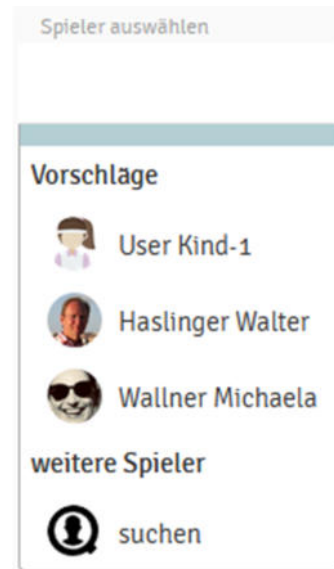 Spieler auswählen
Vorschläge
User Kind-1
Haslinger Walter
Wallner Michaela
weitere Spieler
suchen